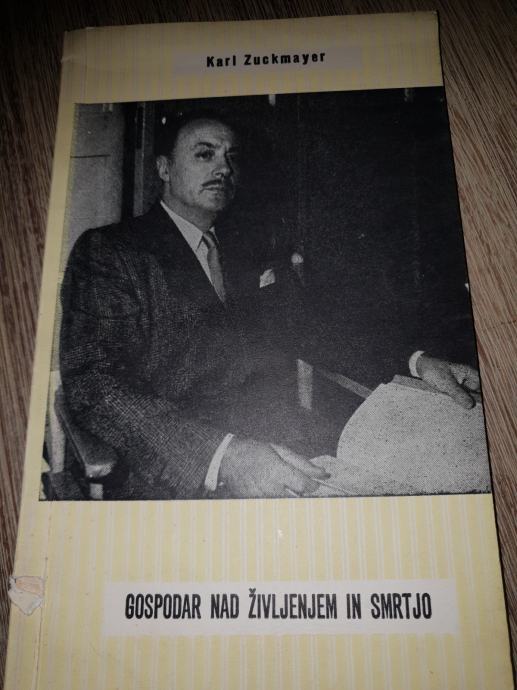 Karl Zuckmayer
GOSPODAR NAD ŽIVLJENJEM IN SMRTJO